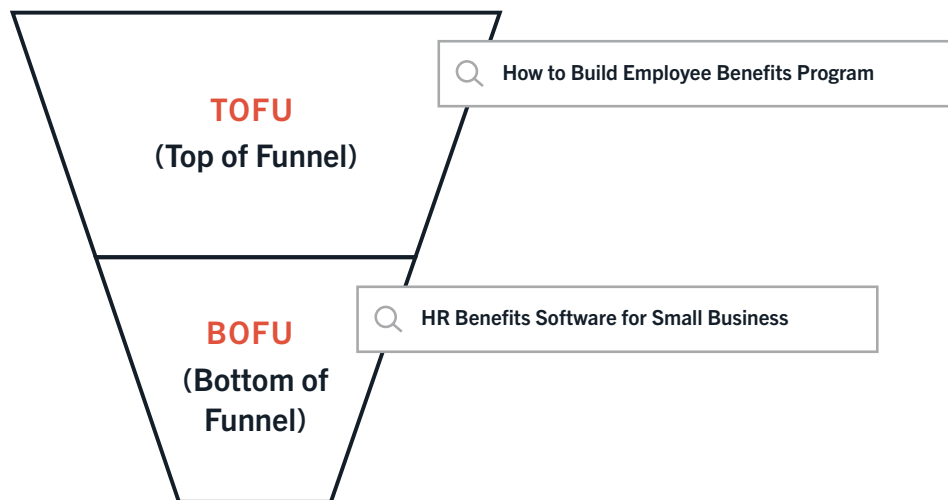 How to Build Employee Benefits Program
TOFU
(Top of Funnel)
HR Benefits Software for Small Business
BOFU
(Bottom of
Funnel)